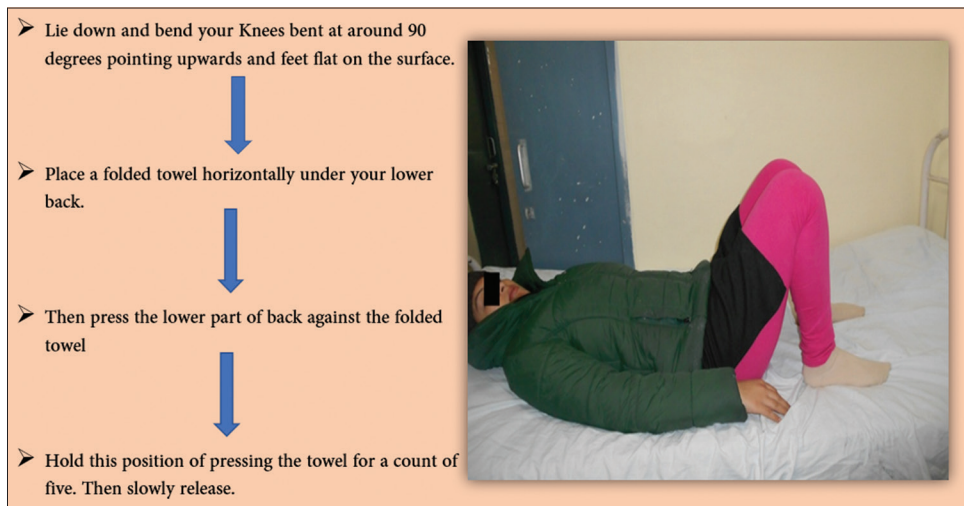 Lie down and bend your Knees bent at around 90
degrees pointing upwards and feet flat on the surface.
Place a folded towel horizontally under your lower
back.
Then press the lower part of back against the folded
towel
Hold this position of pressing the towel for a count of
five. Then slowly release.